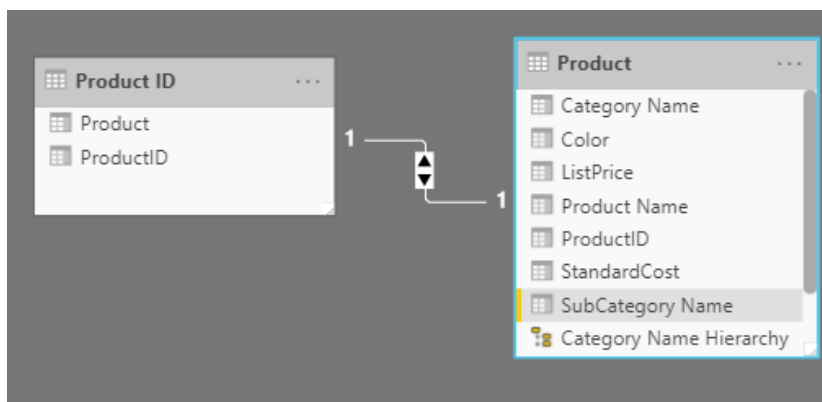 Product ID
Product
ProductID
1
1
Product
Category Name
Color
ListPrice
Product Name
ProductID
StandardCost
SubCategory Name
Category Name Hierarchy